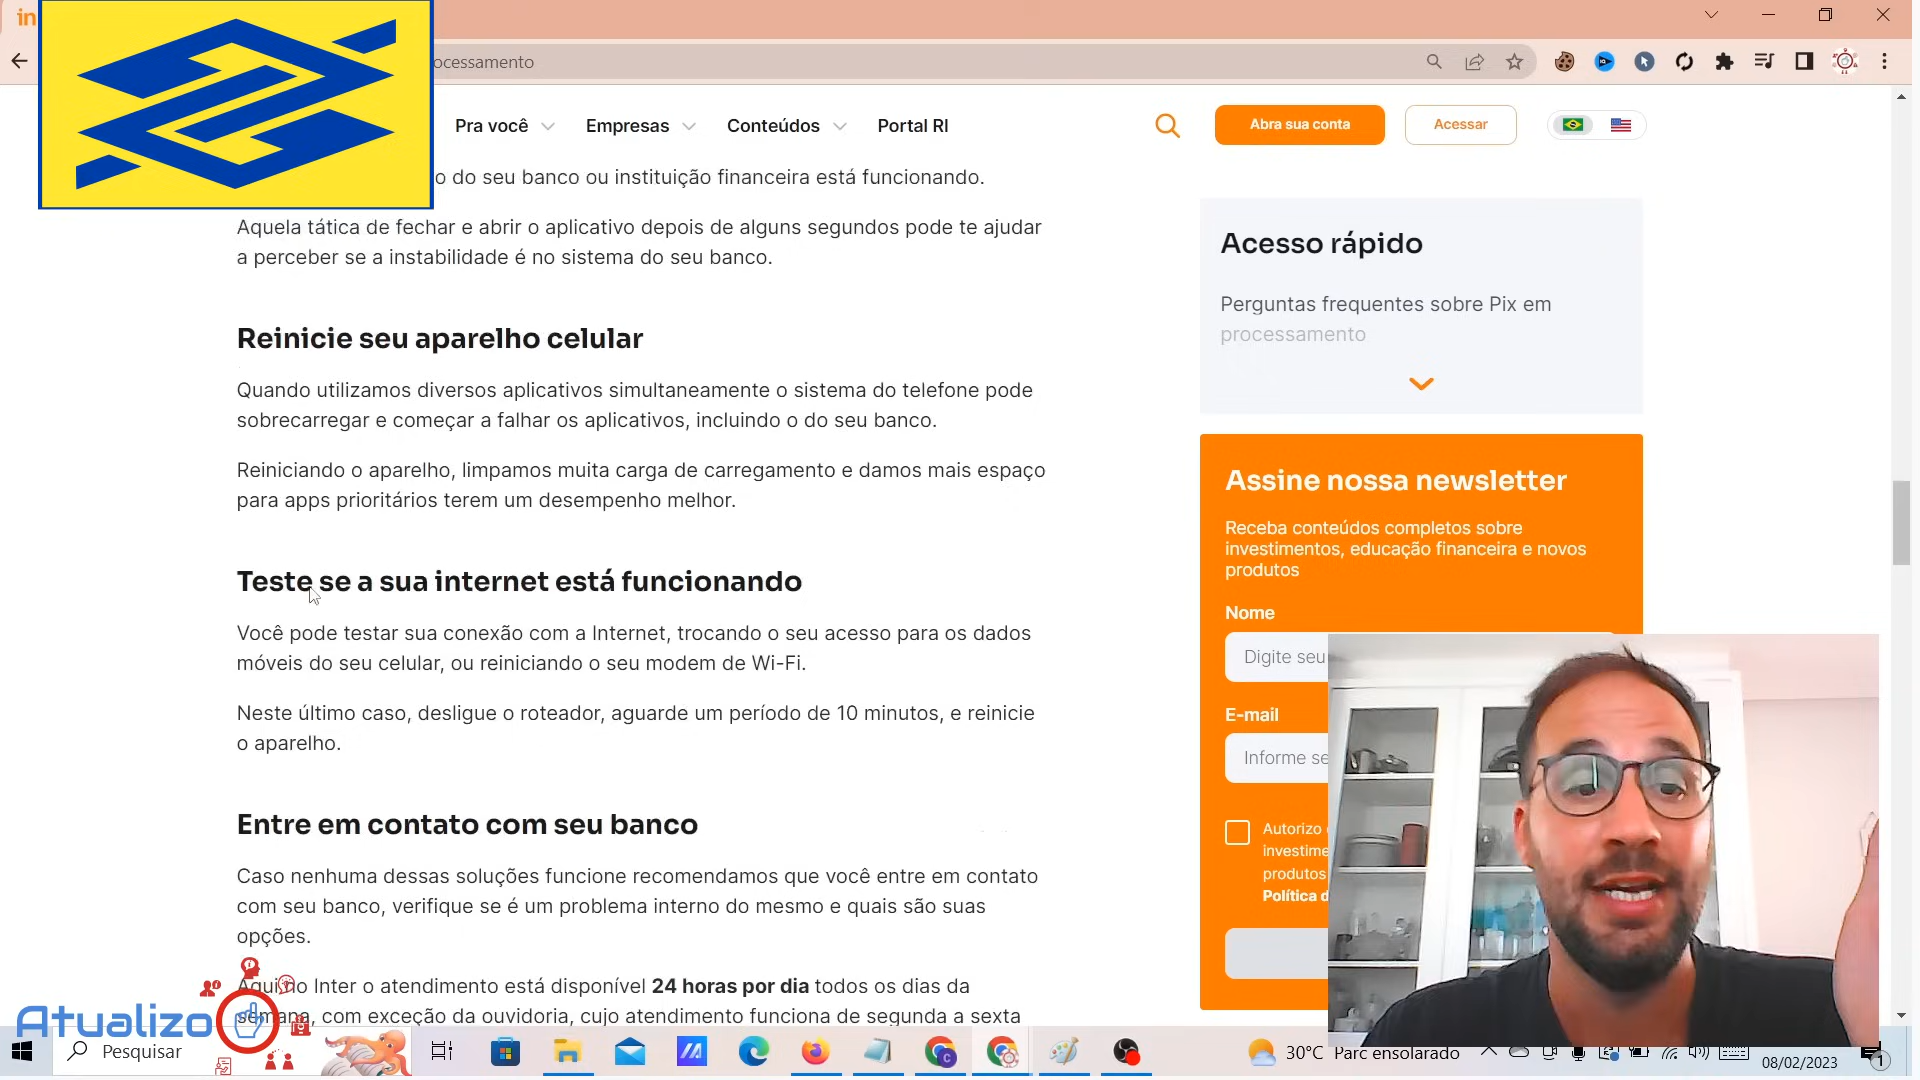 in
ocessamento
Pra você
Empresas
Conteúdos
Portal RI
Abra sua conta
Acessar
o do seu banco ou instituição financeira está funcionando.
Aquela tática de fechar e abrir o aplicativo depois de alguns segundos pode te ajudar
a perceber se a instabilidade é no sistema do seu banco.
Reinicie seu aparelho celular
Quando utilizamos diversos aplicativos simultaneamente o sistema do telefone pode
sobrecarregar e começar a falhar os aplicativos, incluindo o do seu banco.
Reiniciando o aparelho, limpamos muita carga de carregamento e damos mais espaço
para apps prioritários terem um desempenho melhor.
Teste se a sua internet está funcionando
Você pode testar sua conexão com a Internet, trocando o seu acesso para os dados
móveis do seu celular, ou reiniciando o seu modem de Wi-Fi.
Neste último caso, desligue o roteador, aguarde um período de 10 minutos, e reinicie
o aparelho.
Entre em contato com seu banco
Caso nenhuma dessas soluções funcione recomendamos que você entre em contato
com seu banco, verifique se é um problema interno do mesmo e quais são suas
opções.
Aqui no Inter o atendimento está disponível 24 horas por dia todos os dias da
semana, com exceção da ouvidoria, cujo atendimento funciona de segunda a sexta
Acesso rápido
Perguntas frequentes sobre Pix em
processamento
Assine nossa newsletter
Receba conteúdos completos sobre
investimentos, educação financeira e novos
produtos
Nome
Digite seu
E-mail
Informe se
Autorizo
investime
produtos
Política d
Atualizo
Pesquisar
30°C Parc ensolarado
08/02/2023
1